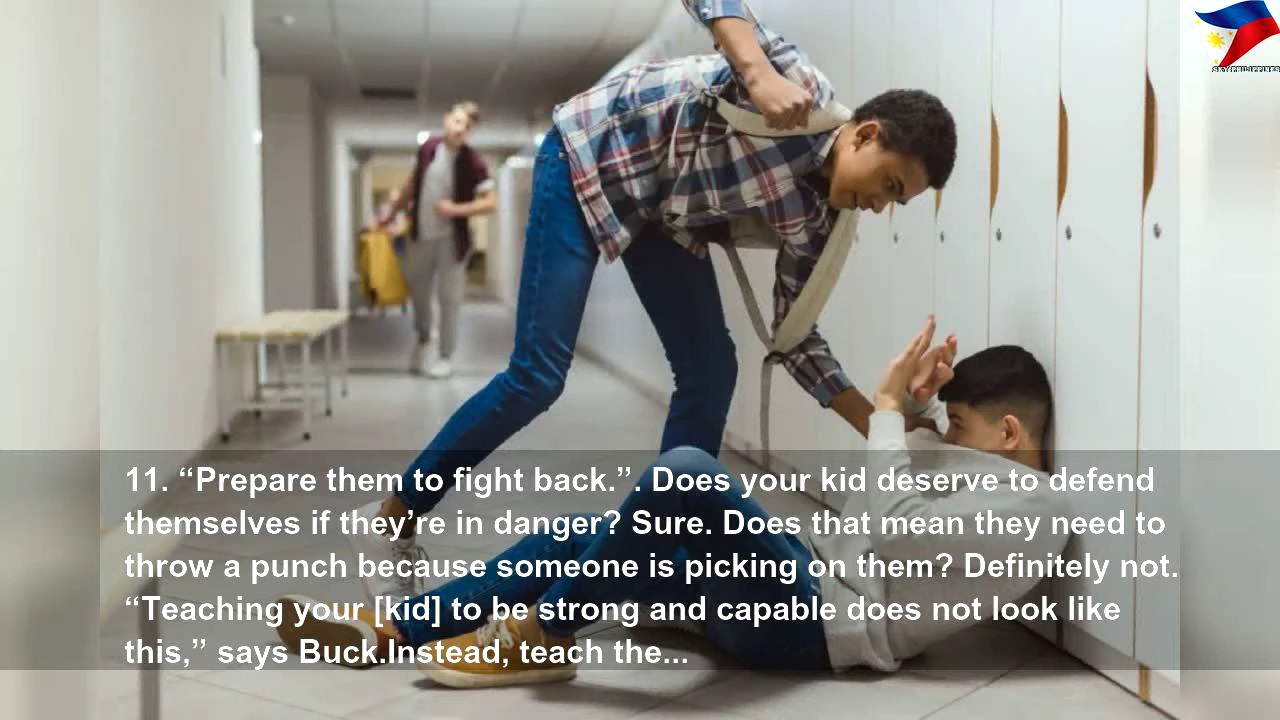 SKYPHILIPPINES
11. “Prepare them to fight back.”. Does your kid deserve to defend
themselves if they’re in danger? Sure. Does that mean they need to
throw a punch because someone is picking on them? Definitely not.
“Teaching your [kid] to be strong and capable does not look like
this,” says Buck.Instead, teach the...